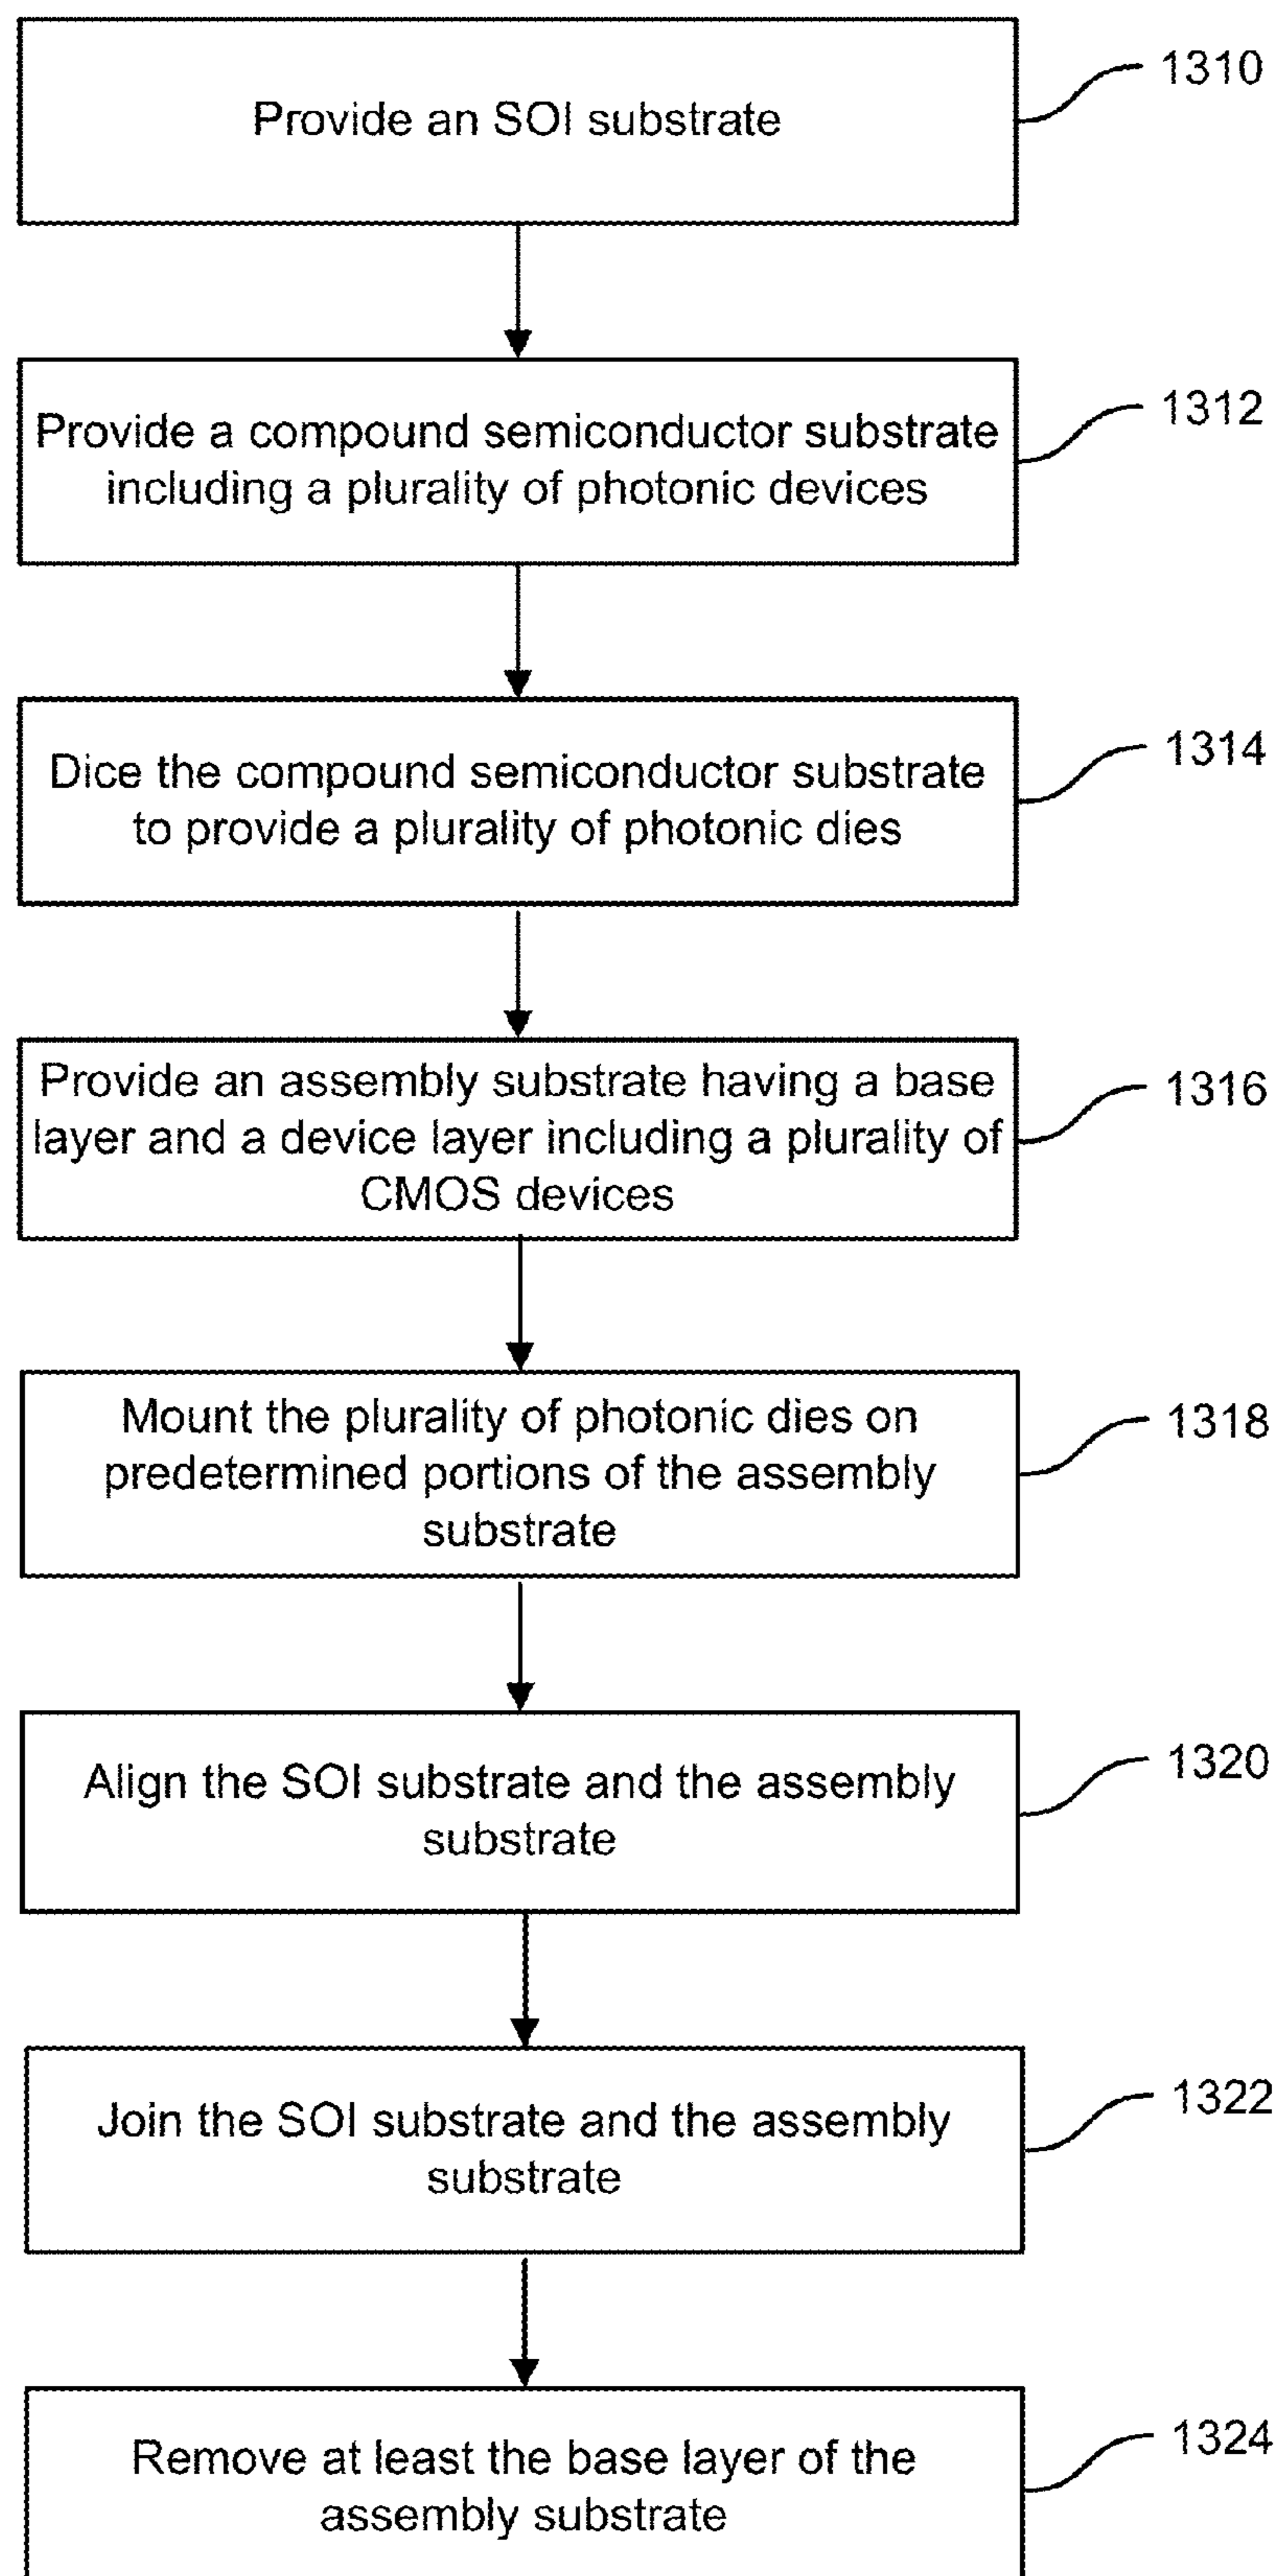 Provide an SOI substrate
1310
Provide a compound semiconductor substrate
including a plurality of photonic devices
1312
Dice the compound semiconductor substrate
to provide a plurality of photonic dies
1314
Provide an assembly substrate having a base
layer and a device layer including a plurality of
CMOS devices
1316
Mount the plurality of photonic dies on
predetermined portions of the assembly
substrate
1318
Align the SOI substrate and the assembly
substrate
1320
Join the SOI substrate and the assembly
substrate
1322
Remove at least the base layer of the
assembly substrate
1324